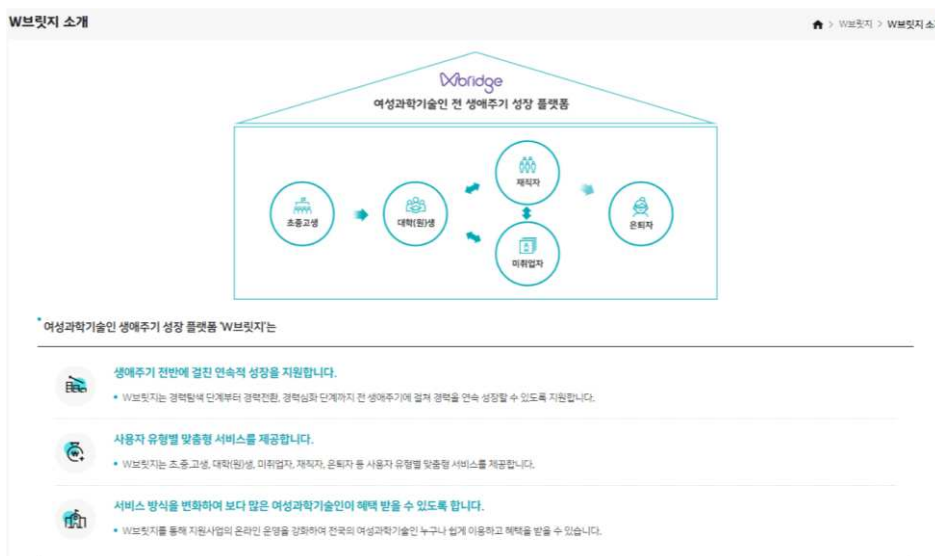 W브릿지 소개
> W브릿지 > W브릿지 소
Wbridge
여성과학기술인 전 생애주기 성장 플랫폼
재직자
초중고생
대학(원)생
은퇴자
미취업자
여성과학기술인 생애주기 성장 플랫폼 'W브릿지'는
생애주기 전반에 걸친 연속적 성장을 지원합니다.
• W브릿지는 경력탐색 단계부터 경력전환, 경력심화 단계까지 전 생애주기에 걸쳐 경력을 연속 성장할 수 있도록 지원합니다.
사용자 유형별 맞춤형 서비스를 제공합니다.
• W브릿지는 초.중.고생, 대학(원)생, 미취업자, 재직자, 은퇴자 등 사용자 유형별 맞춤형 서비스를 제공합니다.
서비스 방식을 변화하여 보다 많은 여성과학기술인이 혜택 받을 수 있도록 합니다.
• W브릿지를 통해 지원사업의 온라인 운영을 강화하여 전국의 여성과학기술인 누구나 쉽게 이용하고 혜택을 받을 수 있습니다.